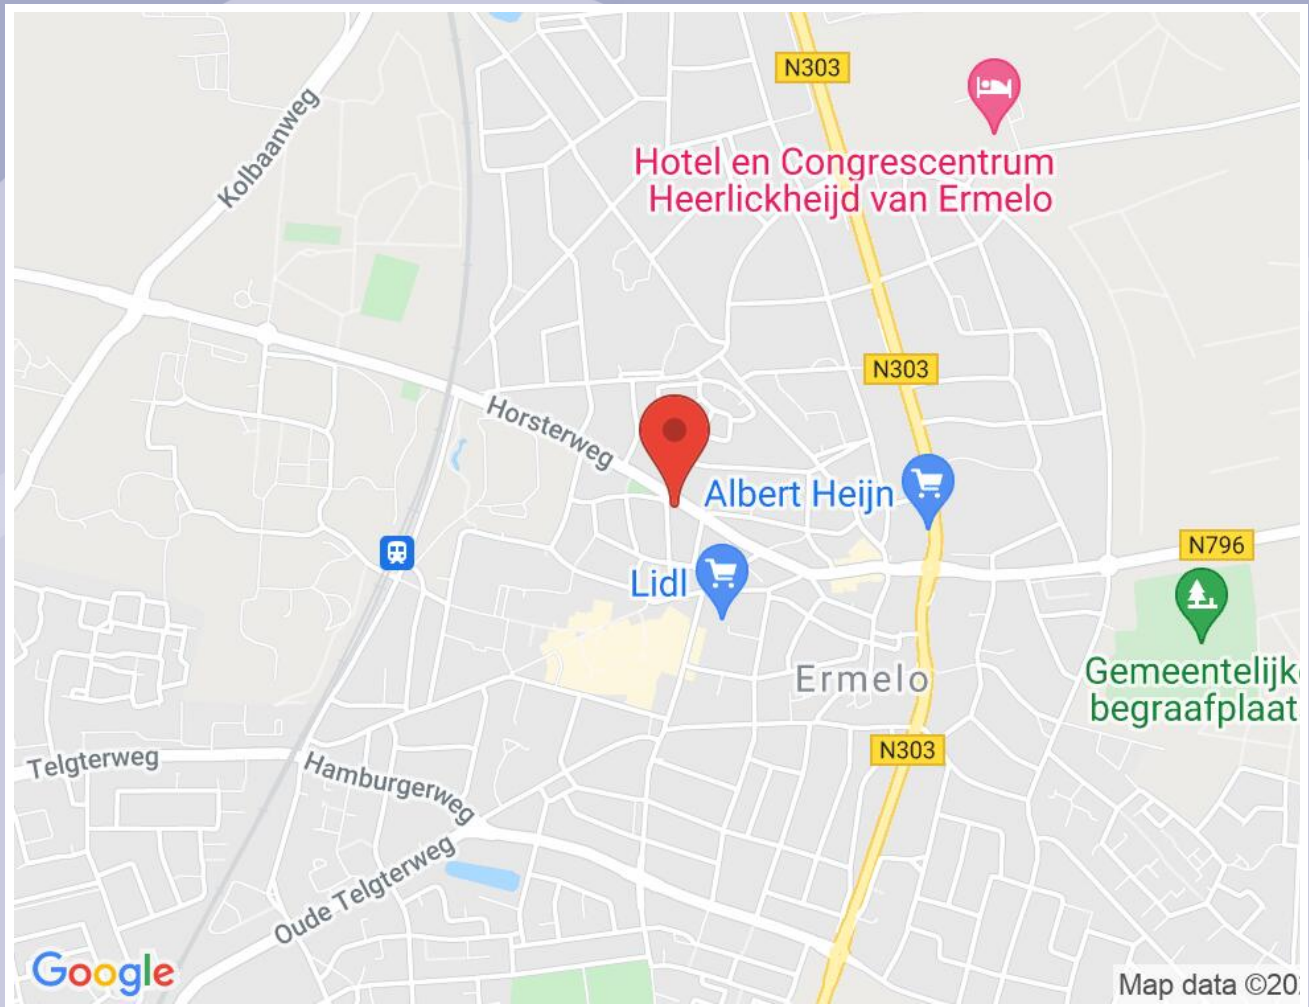 N303
Kolbaanweg
Hotel en Congrescentrum
Heerlickheijd van Ermelo
N303
Horsterweg
Albert Heijn
N796
Lidl
Ermelo
Gemeentelijk
begraafplaat
N303
Telgterweg
Hamburgerweg
Oude Telgterweg
Google
Map data ©20